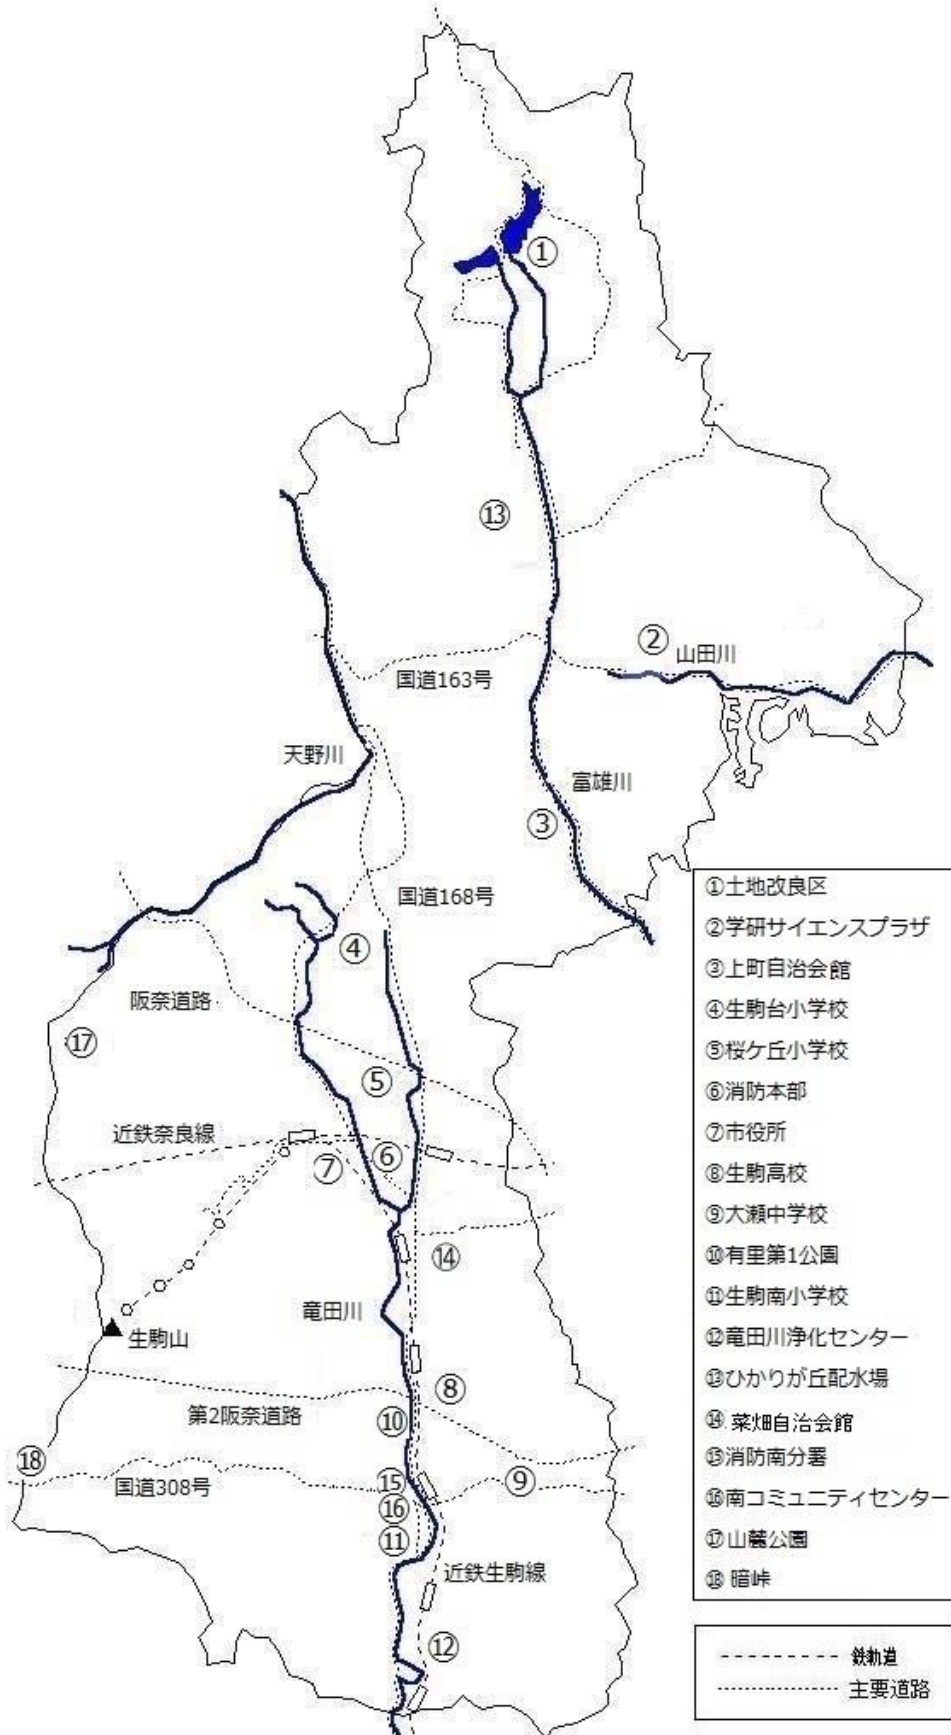 ①
⑬
②
山田川
国道163号
天野川
富雄川
③
国道168号
④
阪奈道路
⑰
⑤
近鉄奈良線
⑥
⑦
⑭
竜田川
生駒山
⑧
第2阪奈道路
⑩
⑱
国道308号
⑮
⑨
⑯
⑪
近鉄生駒線
⑫
①土地改良区
②学研サイエンスプラザ
③上町自治会館
④生駒台小学校
⑤桜ケ丘小学校
⑥消防本部
⑦市役所
⑧生駒高校
⑨大瀬中学校
⑩有里第1公園
⑪生駒南小学校
⑫竜田川浄化センター
⑬ひかりが丘配水場
⑭菜畑自治会館
⑮消防南分署
⑯南コミュニティセンター
⑰山麓公園
⑱暗峠
鉄軌道
主要道路